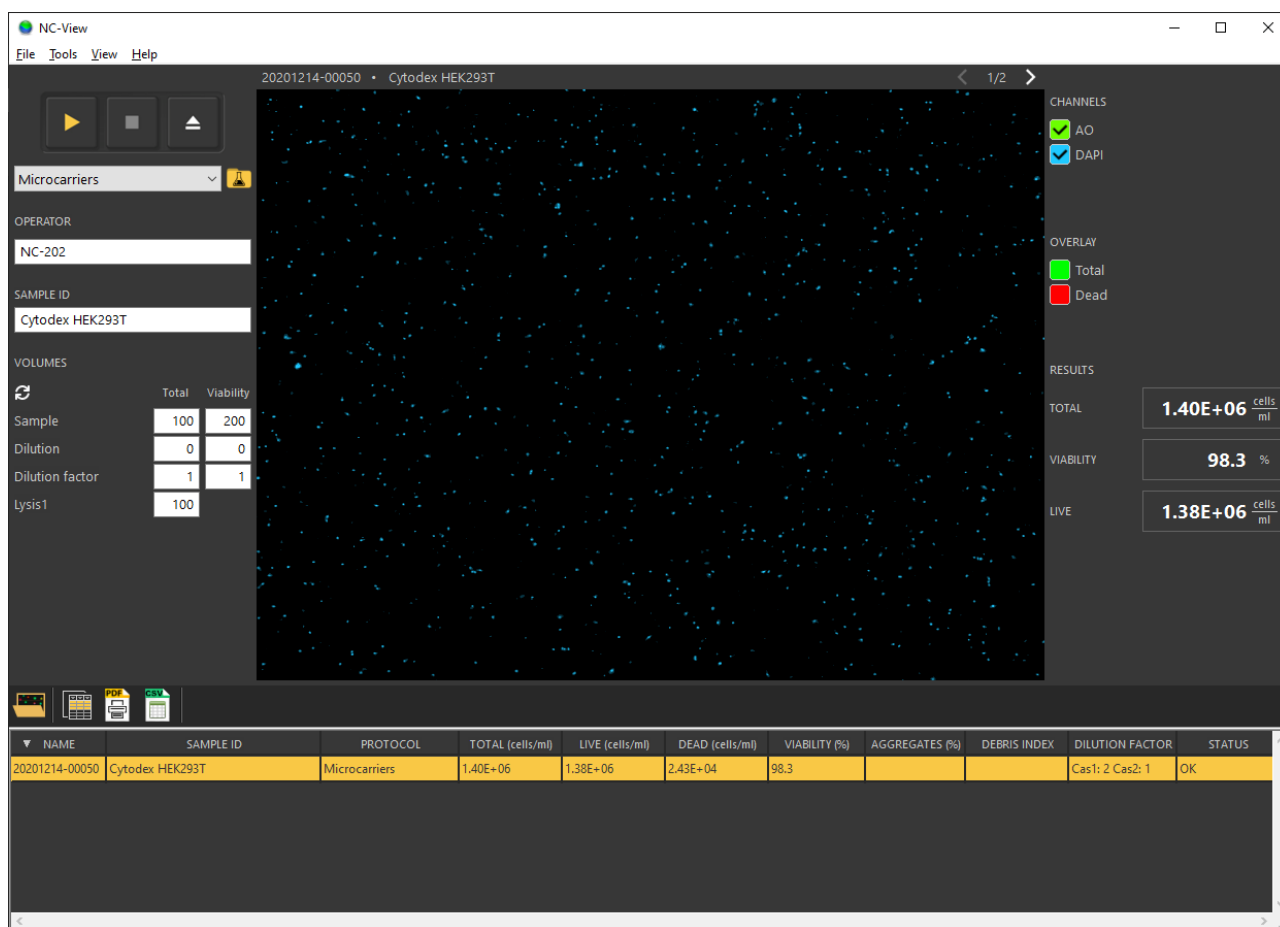 NC-View
File Tools View Help
20201214-00050 • Cytodex HEK293T 1/2
Microcarriers
OPERATOR
NC-202
SAMPLE ID
Cytodex HEK293T
VOLUMES
Total Viability
Sample 100 200
Dilution 0 0
Dilution factor 1 1
Lysis1 100
CHANNELS
AO
DAPI
OVERLAY
Total
Dead
RESULTS
TOTAL 1.40E+06 cells/ml
VIABILITY 98.3 %
LIVE 1.38E+06 cells/ml
PDF CSV
NAME SAMPLE ID PROTOCOL TOTAL (cells/ml) LIVE (cells/ml) DEAD (cells/ml) VIABILITY (%) AGGREGATES (%) DEBRIS INDEX DILUTION FACTOR STATUS
20201214-00050 Cytodex HEK293T Microcarriers 1.40E+06 1.38E+06 2.43E+04 98.3 Cas1: 2 Cas2: 1 OK